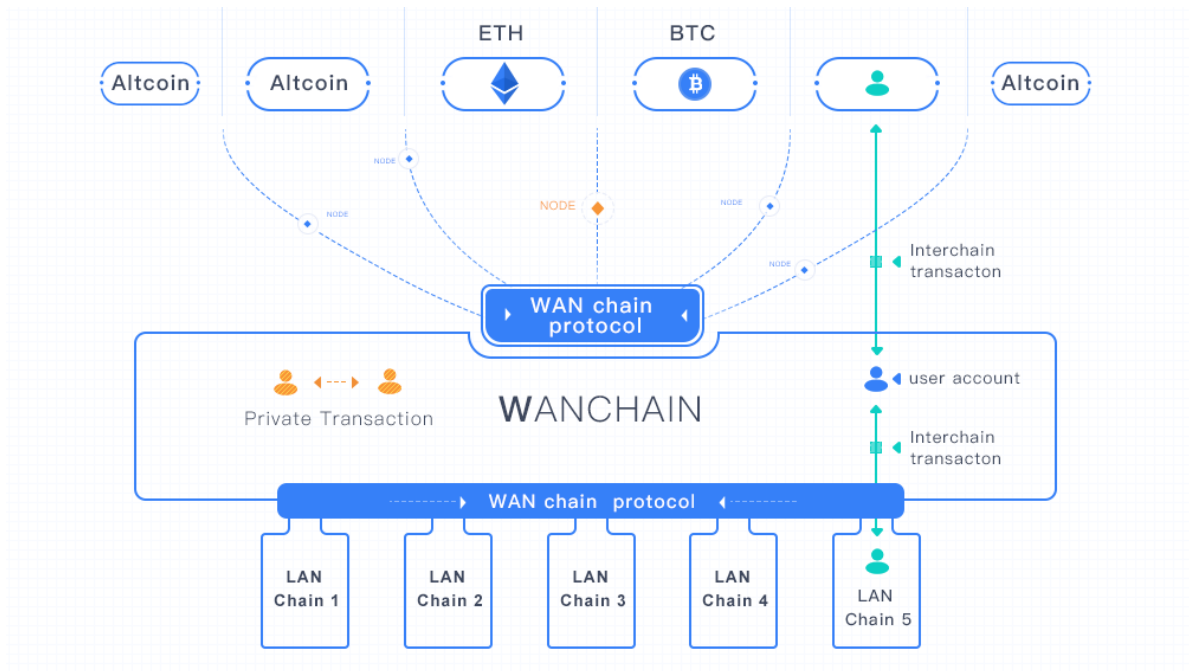 ETH
BTC
Altcoin
Altcoin
Altcoin
NODE
NODE
NODE
NODE
NODE
Interchain
transacton
WAN chain
protocol
user account
Private Transaction
WANCHAIN
Interchain
transacton
WAN chain protocol
LAN
Chain 1
LAN
Chain 2
LAN
Chain 3
LAN
Chain 4
LAN
Chain 5